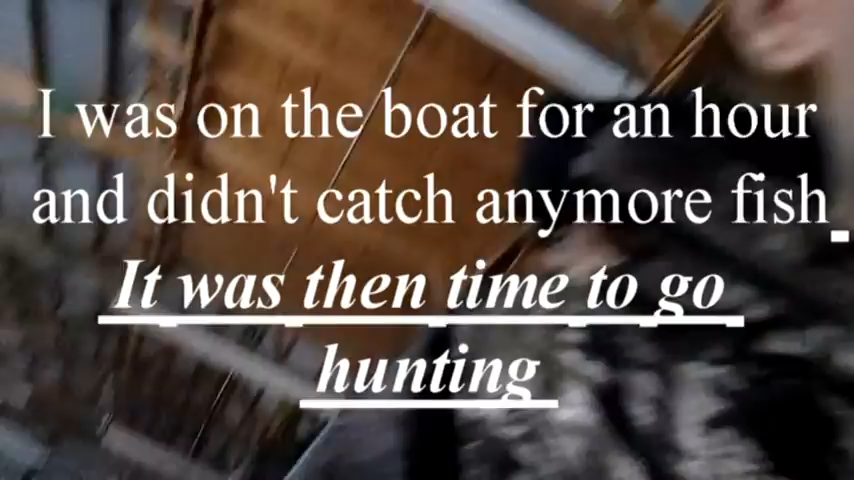 I was on the boat for an hour
and didn't catch anymore fish.
It was then time to go
hunting